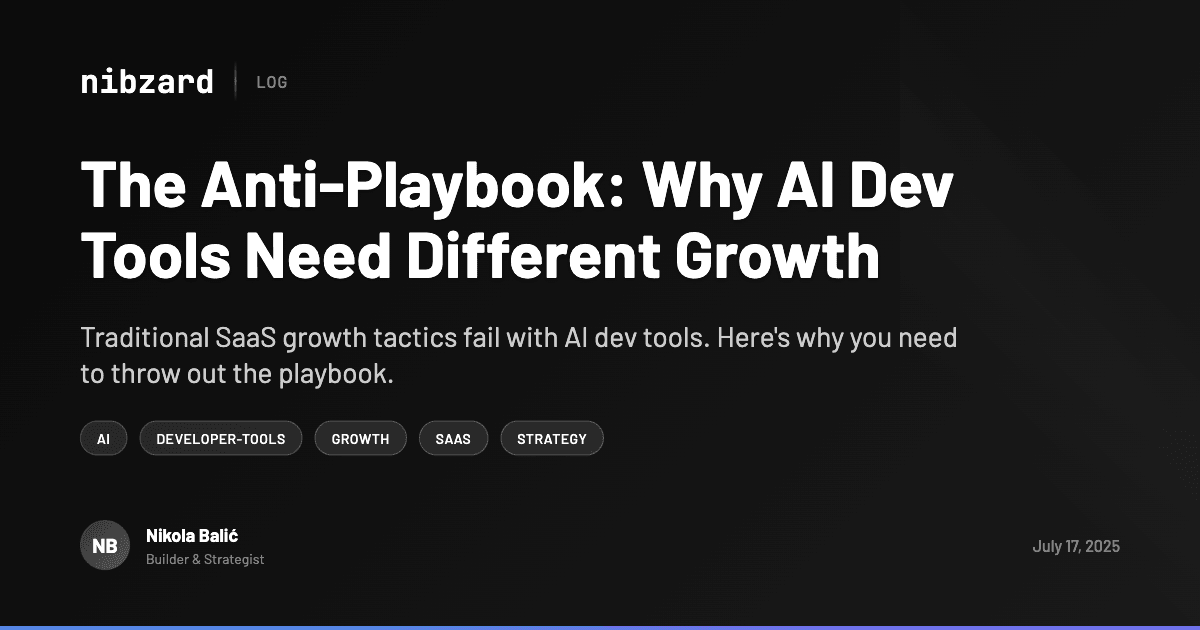 nibzard
LOG
The Anti-Playbook: Why AI Dev
Tools Need Different Growth
Traditional SaaS growth tactics fail with AI dev tools. Here's why you need
to throw out the playbook.
AI
DEVELOPER-TOOLS
GROWTH
SAAS
STRATEGY
NB
Nikola Balić
Builder & Strategist
July 17, 2025